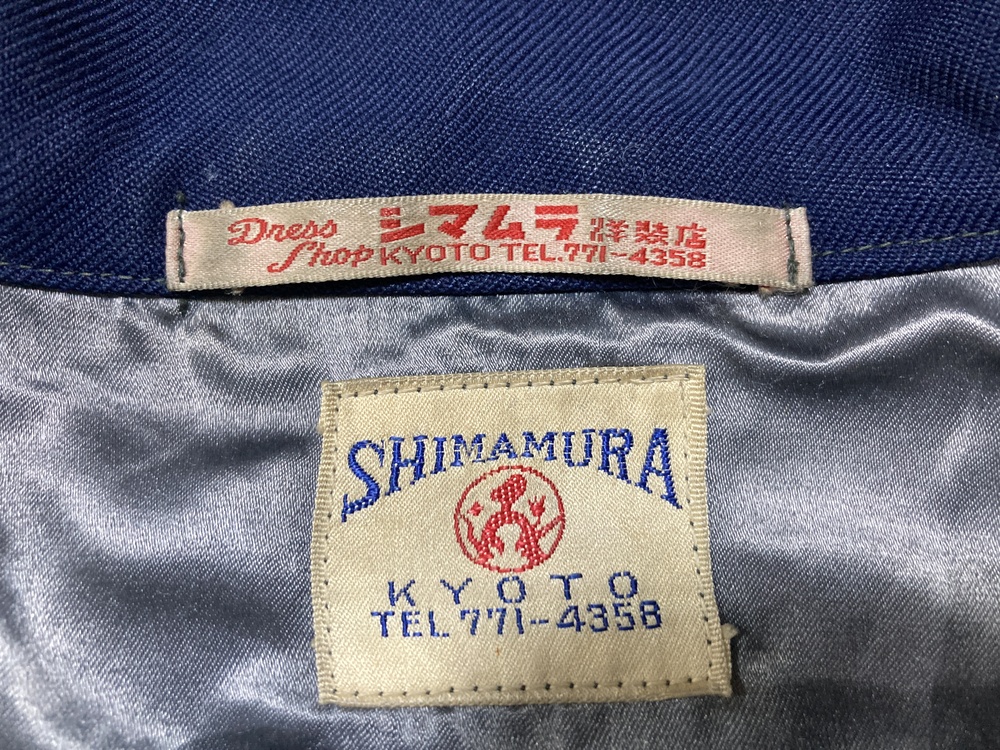 Dress シマムラ洋装店
Shop KYOTO TEL.771-4358
SHIMAMURA
KYOTO
TEL 771-4358